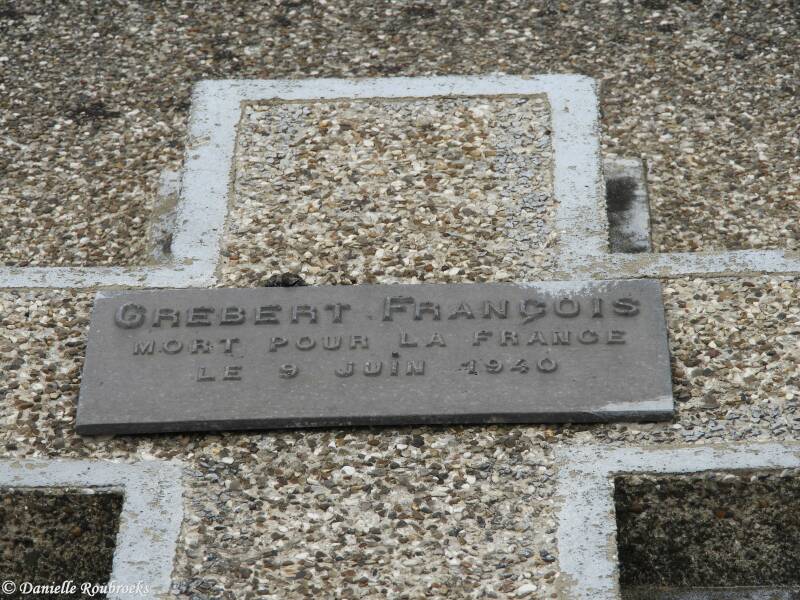 GREBERT FRANÇOIS
MORT POUR LA FRANCE
LE 9 JUIN 1940
© Danielle Roubroeks